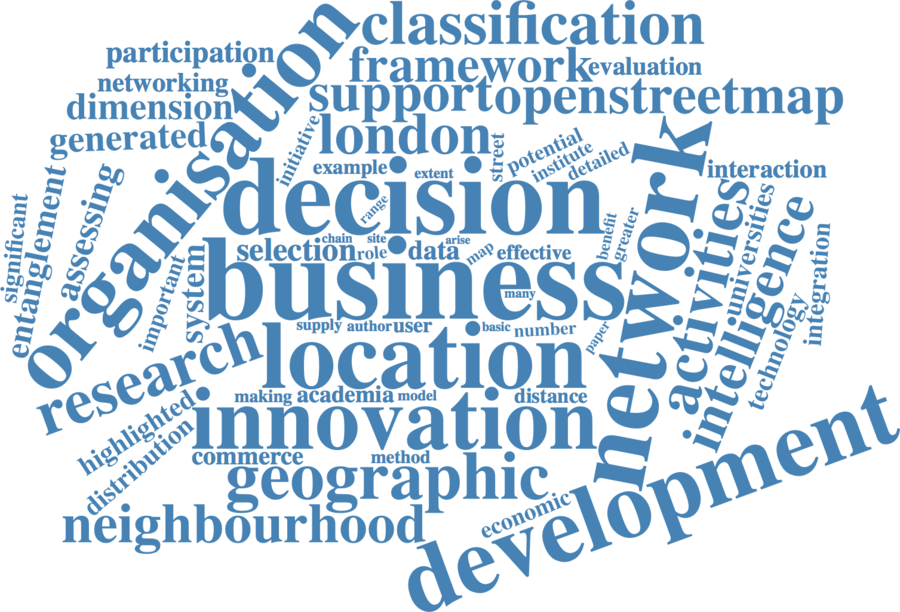 classification
participation
framework
evaluation
networking
support
openstreetmap
dimension
organisation
generated
london
initiative
street
potential
institute
detailed
example
extent
network
interaction
decision
range
significant
entanglement
assessing
activities
universities
intelligence
integration
technology
benefit
greater
selection
chain
site
role
data
arise
map
effective
important
system
business
many
supply
author
user
basic
number
paper
research
location
making
academia
model
distance
innovation
highlighted
distribution
commerce
method
geographic
neighbourhood
economic
development